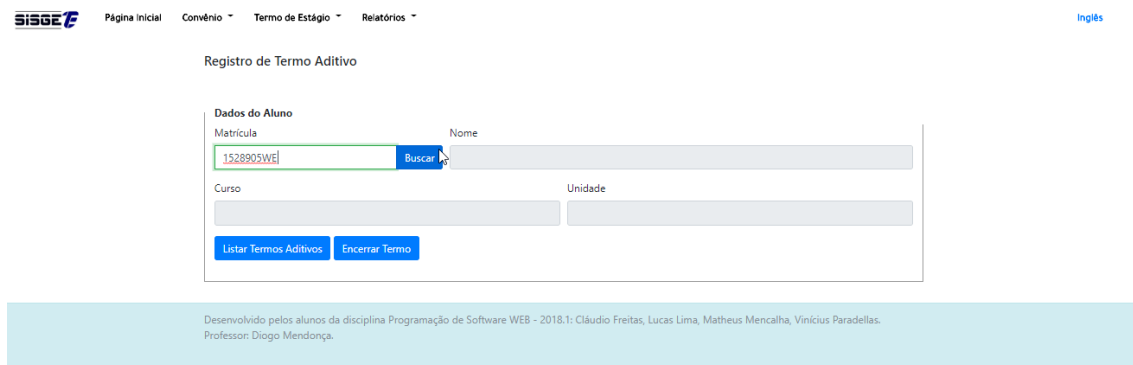 SISGEE Página Inicial Convênio Termo de Estágio Relatórios Inglês
Registro de Termo Aditivo
Dados do Aluno
Matrícula Nome
1528905WE Buscar
Curso Unidade
Listar Termos Aditivos Encerrar Termo
Desenvolvido pelos alunos da disciplina Programação de Software WEB - 2018.1: Cláudio Freitas, Lucas Lima, Matheus Mencalha, Vinícius Paradellas.
Professor: Diogo Mendonça.